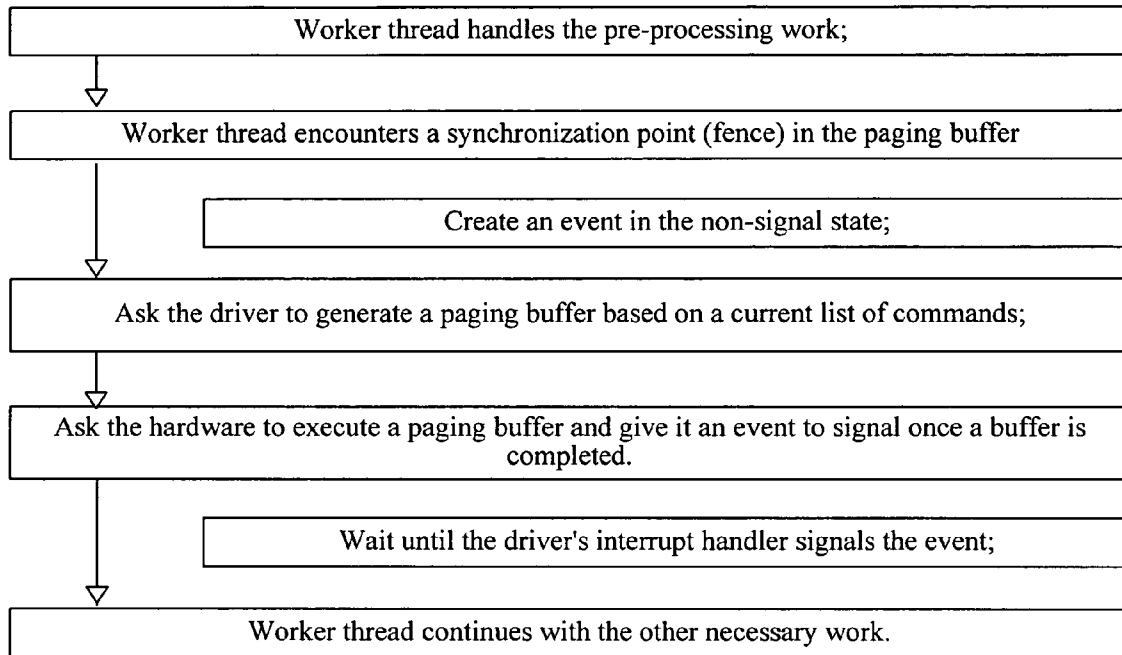 Worker thread handles the pre-processing work;
Worker thread encounters a synchronization point (fence) in the paging buffer
Create an event in the non-signal state;
Ask the driver to generate a paging buffer based on a current list of commands;
Ask the hardware to execute a paging buffer and give it an event to signal once a buffer is
completed.
Wait until the driver's interrupt handler signals the event;
Worker thread continues with the other necessary work.